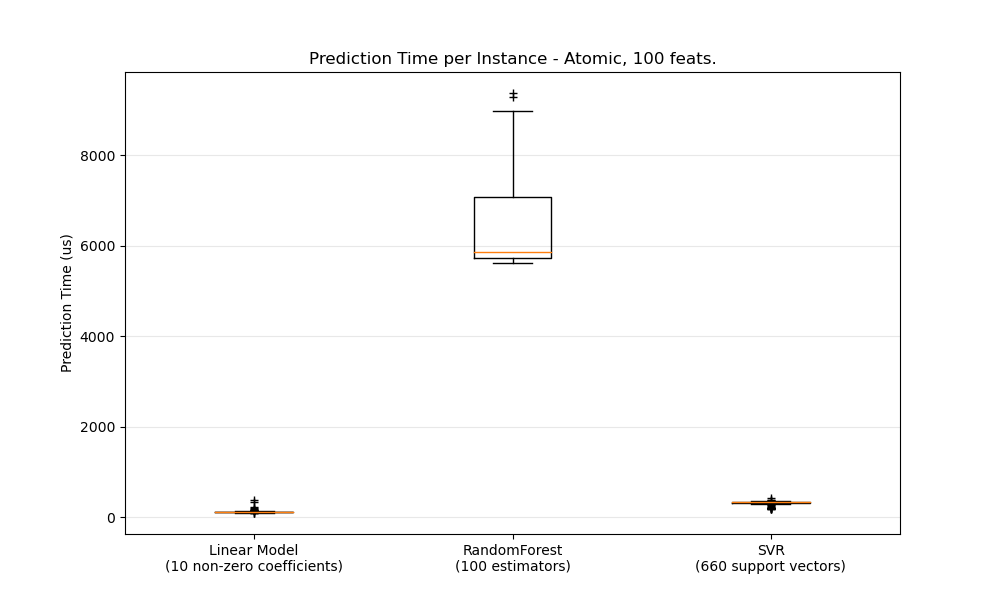 Prediction Time per Instance - Atomic, 100 feats.
Prediction Time (us)
8000
6000
4000
2000
0
Linear Model
(10 non-zero coefficients)
RandomForest
(100 estimators)
SVR
(660 support vectors)